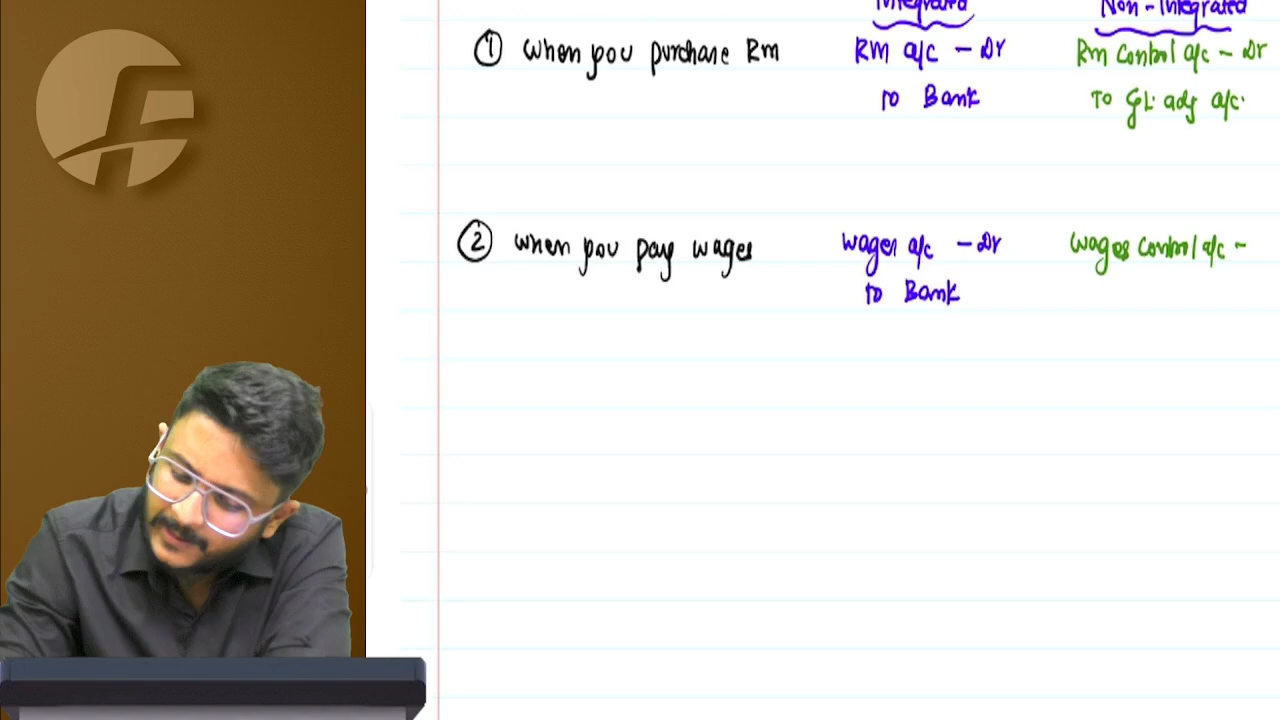 Integrated Non-Integrated
① when you purchase Rm Rm a/c - Dr Rm Control a/c - Dr
to Bank To GL. adj a/c.
② when you pay wages wages a/c - Dr wages control a/c -
to Bank